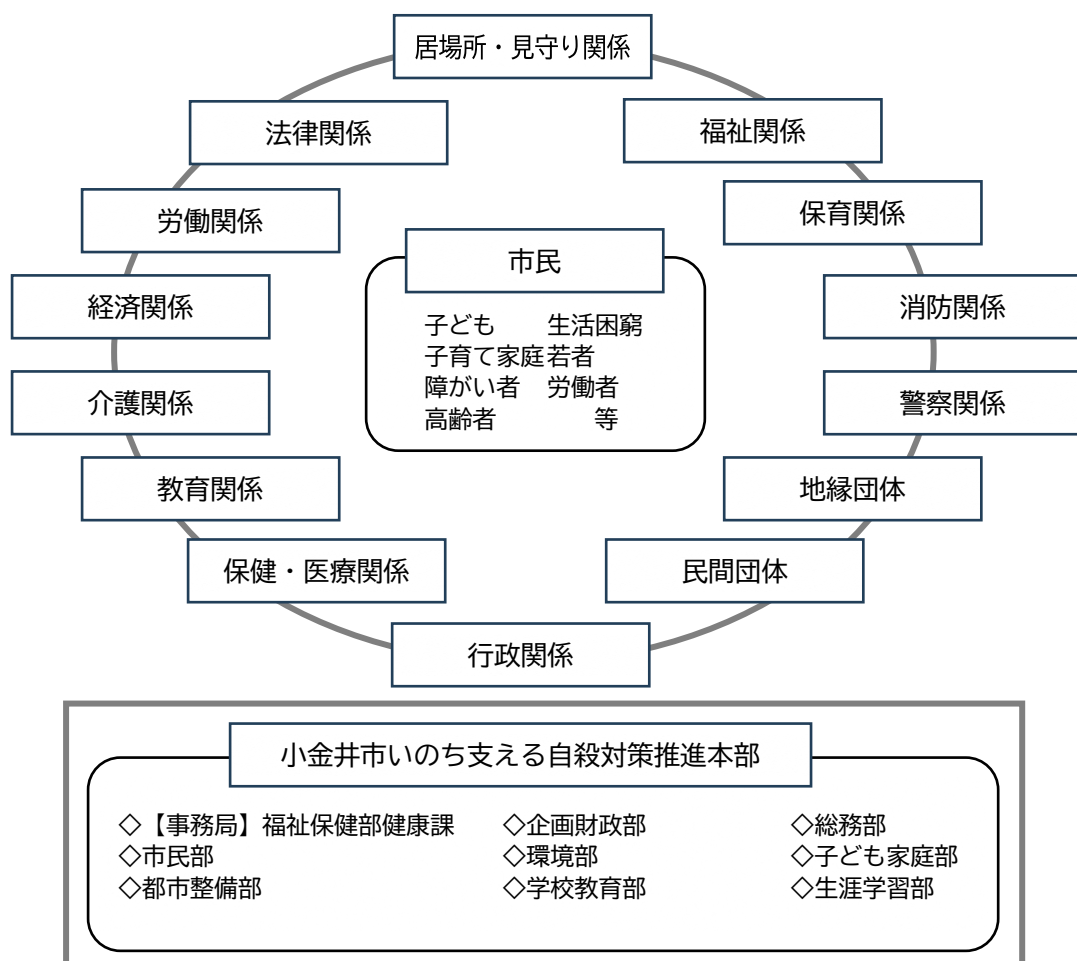 居場所・見守り関係
法律関係
福祉関係
労働関係
保育関係
市民
経済関係
消防関係
子ども 生活困窮
子育て家庭 若者
障がい者 労働者
高齢者 等
介護関係
警察関係
教育関係
地縁団体
保健・医療関係
民間団体
行政関係
小金井市いのち支える自殺対策推進本部
◇【事務局】福祉保健部健康課 ◇企画財政部 ◇総務部
◇市民部 ◇環境部 ◇子ども家庭部
◇都市整備部 ◇学校教育部 ◇生涯学習部